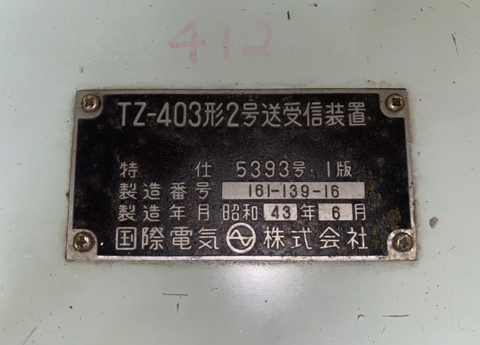 412
TZ-403形2号送受信装置
特 仕 5393号 1版
製造番号 161-139-16
製造年月 昭和 43 年 6 月
国際電気 株式会社